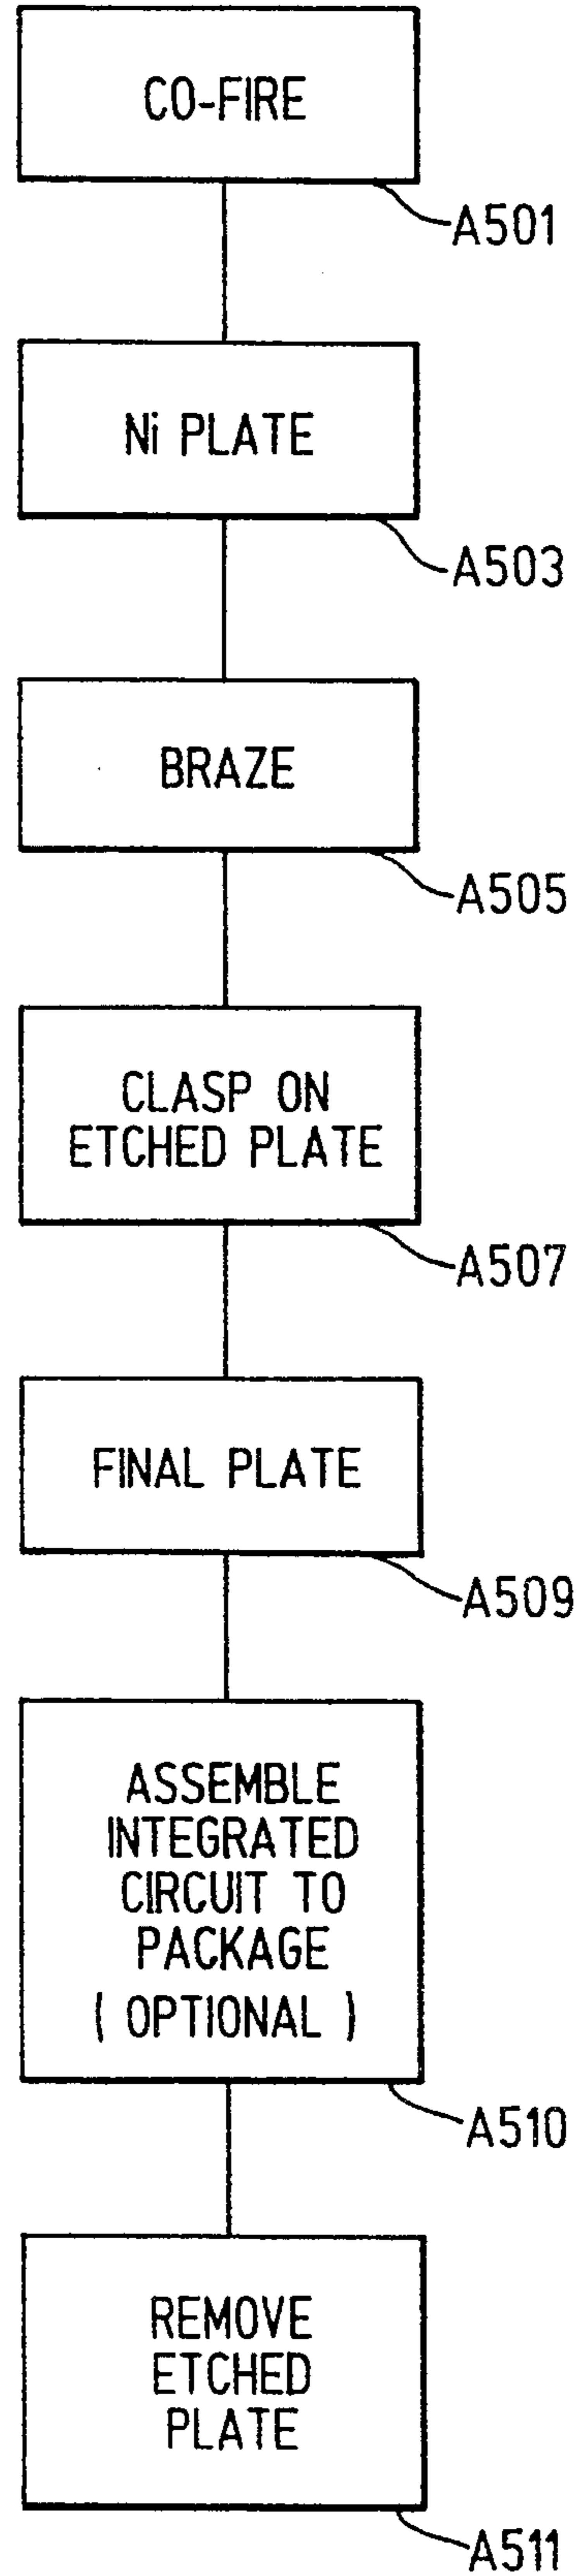 CO-FIRE
A501
Ni PLATE
A503
BRAZE
A505
CLASP ON
ETCHED PLATE
A507
FINAL PLATE
A509
ASSEMBLE
INTEGRATED
CIRCUIT TO
PACKAGE
( OPTIONAL )
A510
REMOVE
ETCHED
PLATE
A511